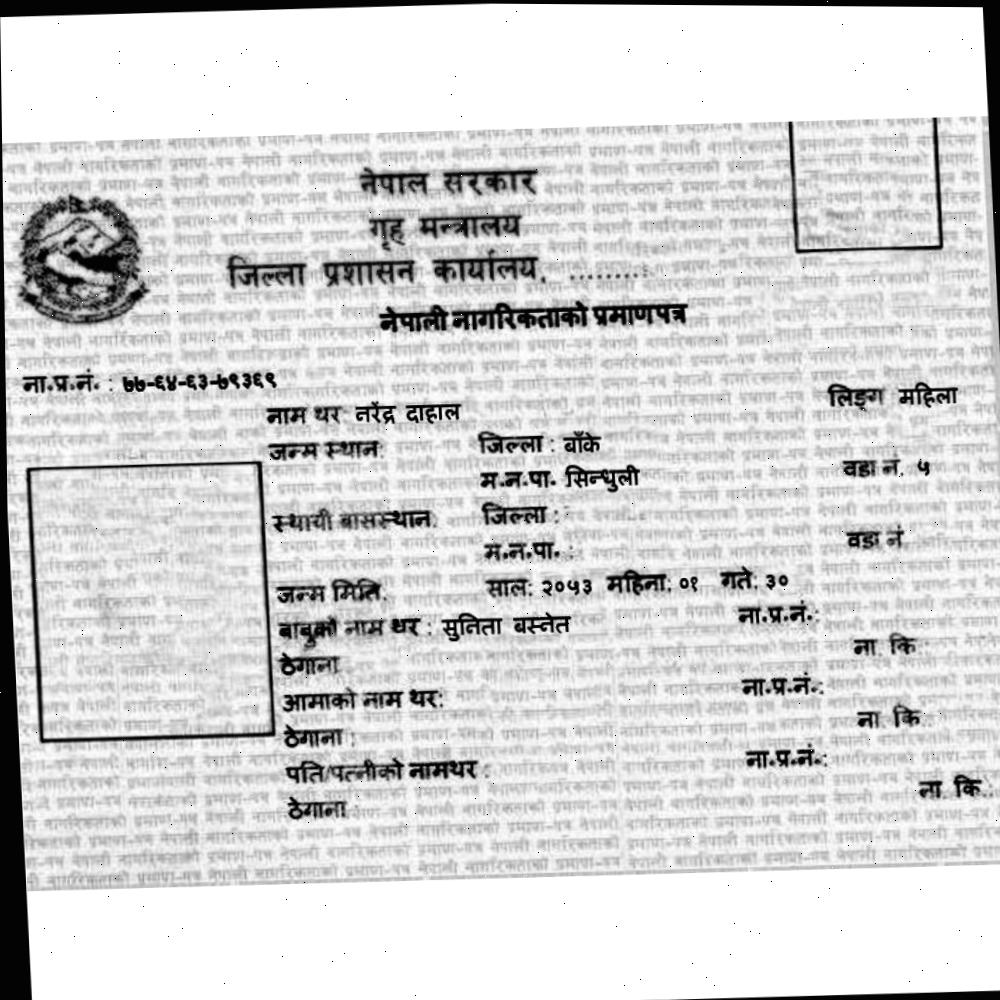 नेपाल सरकार
गृह मन्त्रालय
जिल्ला प्रशासन कार्यालय, .........
नेपाली नागरिकताको प्रमाणपत्र
ना.प्र.नं. : ७७-६४-६३-७९३६९
लिङ्ग महिला
नाम थर: नरेंद्र दाहाल
जन्म स्थान: जिल्ला : बाँके
म.न.पा. सिन्धुली वडा नं. ५
स्थायी बासस्थान: जिल्ला :
म.न.पा. : वडा नं.
जन्म मिति: साल: २०५३ महिना: ०१ गते: ३०
बाबुको नाम थर : सुनिता बस्नेत ना.प्र.नं.:
ठेगाना ना. कि.:
आमाको नाम थर: ना.प्र.नं.:
ठेगाना : ना. कि.:
पति/पत्नीको नामथर : ना.प्र.नं.:
ठेगाना ना. कि.: